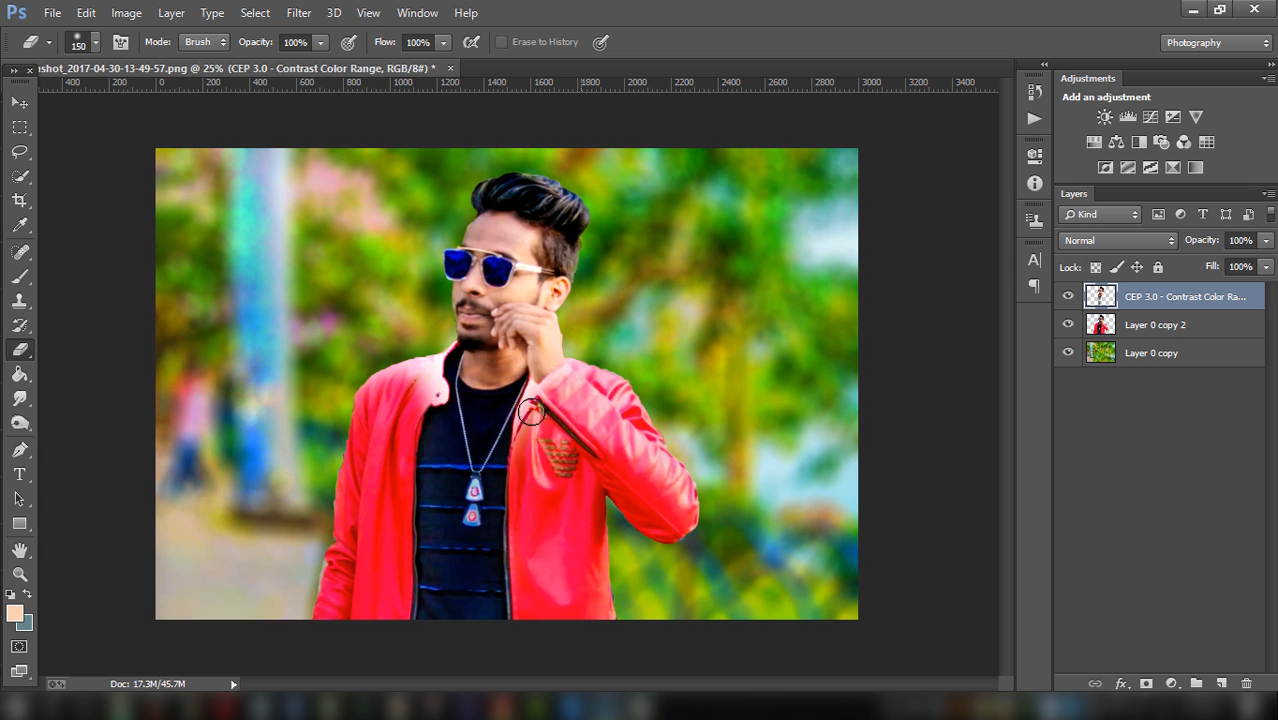 Ps File Edit Image Layer Type Select Filter 3D View Window Help
150 Mode: Brush Opacity: 100% Flow: 100% Erase to History Photography
shot_2017-04-30-13-49-57.png @ 25% (CEP 3.0 - Contrast Color Range, RGB/8#) * ×
400 200 0 200 400 600 800 1000 1200 1400 1600 1800 2000 2200 2400 2600 2800 3000 3200 3400
Adjustments
Add an adjustment
Layers
Kind
Normal Opacity: 100%
Lock: Fill: 100%
CEP 3.0 - Contrast Color Ra...
Layer 0 copy 2
Layer 0 copy
Doc: 17.3M/45.7M